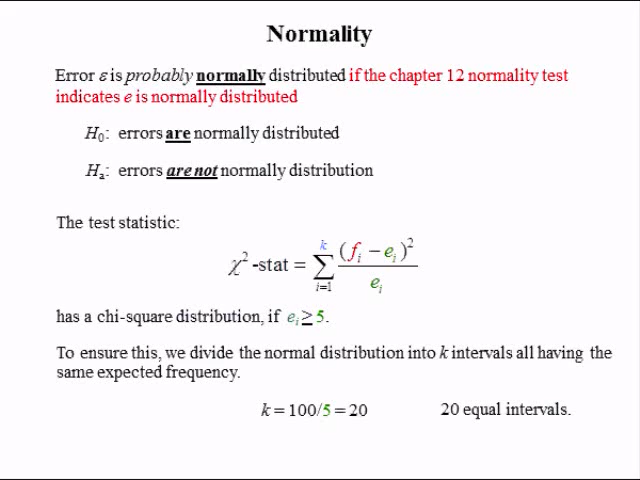 Normality
Error ε is probably normally distributed if the chapter 12 normality test
indicates e is normally distributed
H₀: errors are normally distributed
Hₐ: errors are not normally distribution
The test statistic:
χ²-stat = ∑ᵢ₌₁ᵏ (fᵢ − eᵢ)² / eᵢ
has a chi-square distribution, if eᵢ ≥ 5.
To ensure this, we divide the normal distribution into k intervals all having the
same expected frequency.
k = 100/5 = 20 20 equal intervals.